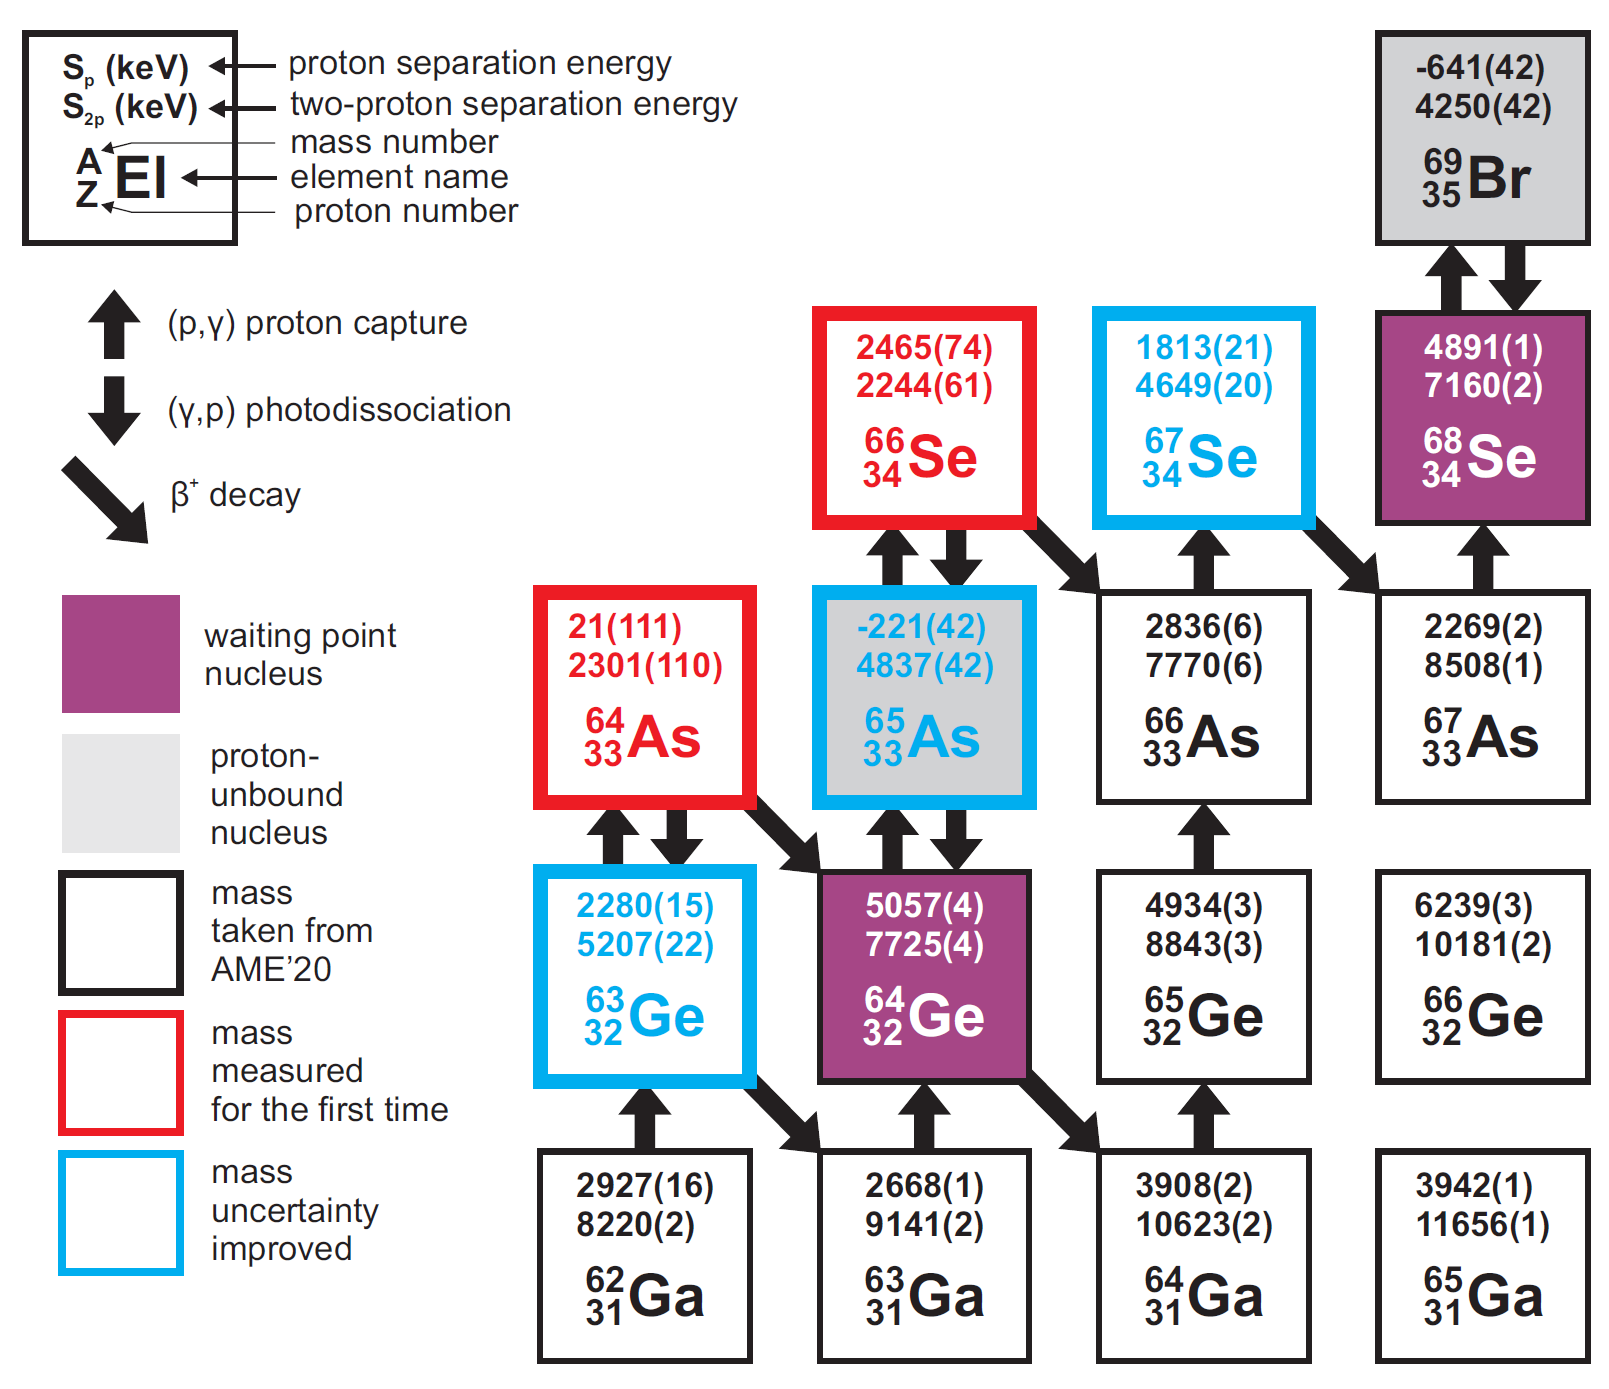 Sp (keV)
S2p (keV)
A
Z El
proton separation energy
two-proton separation energy
mass number
element name
proton number
(p,γ) proton capture
(γ,p) photodissociation
β+ decay
waiting point
nucleus
proton-
unbound
nucleus
mass
taken from
AME’20
mass
measured
for the first time
mass
uncertainty
improved
-641(42)
4250(42)
69
35 Br
2465(74)
2244(61)
66
34 Se
1813(21)
4649(20)
67
34 Se
4891(1)
7160(2)
68
34 Se
21(111)
2301(110)
64
33 As
-221(42)
4837(42)
65
33 As
2836(6)
7770(6)
66
33 As
2269(2)
8508(1)
67
33 As
2280(15)
5207(22)
63
32 Ge
5057(4)
7725(4)
64
32 Ge
4934(3)
8843(3)
65
32 Ge
6239(3)
10181(2)
66
32 Ge
2927(16)
8220(2)
62
31 Ga
2668(1)
9141(2)
63
31 Ga
3908(2)
10623(2)
64
31 Ga
3942(1)
11656(1)
65
31 Ga